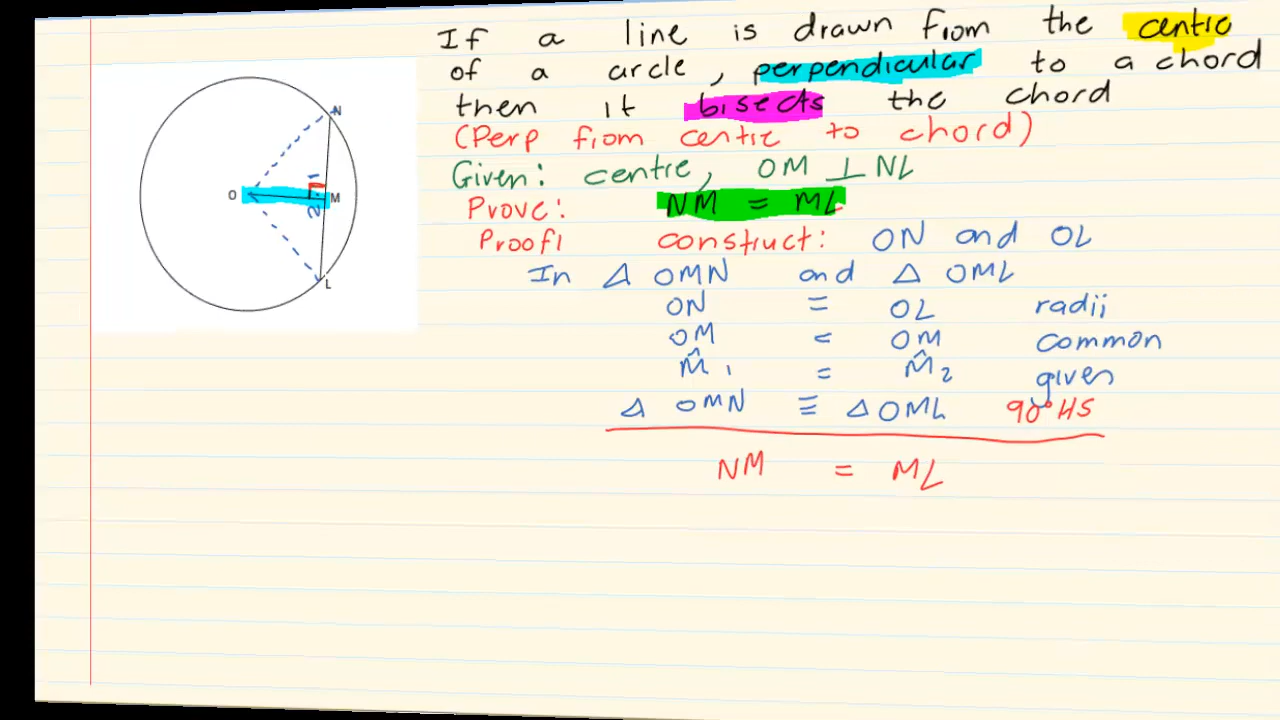 If a line is drawn from the centre
of a circle, perpendicular to a chord
then it bisects the chord
(Perp from centre to chord)
Given: centre, OM ⊥ NL
Prove: NM = ML
Proof: construct: ON and OL
In Δ OMN and Δ OML
ON = OL radii
OM = OM common
M̂1 = M̂2 given
Δ OMN ≡ Δ OML 90° HS
NM = ML
N
1
O
M
2
L